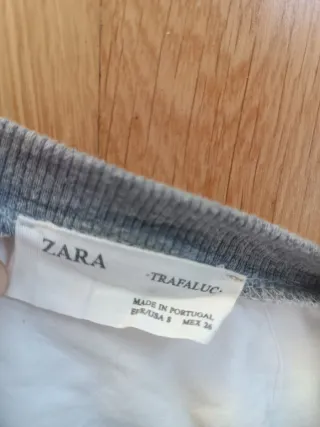 ZARA
-TRAFALUC-
MADE IN PORTUGAL
EUR/USA S MEX 26